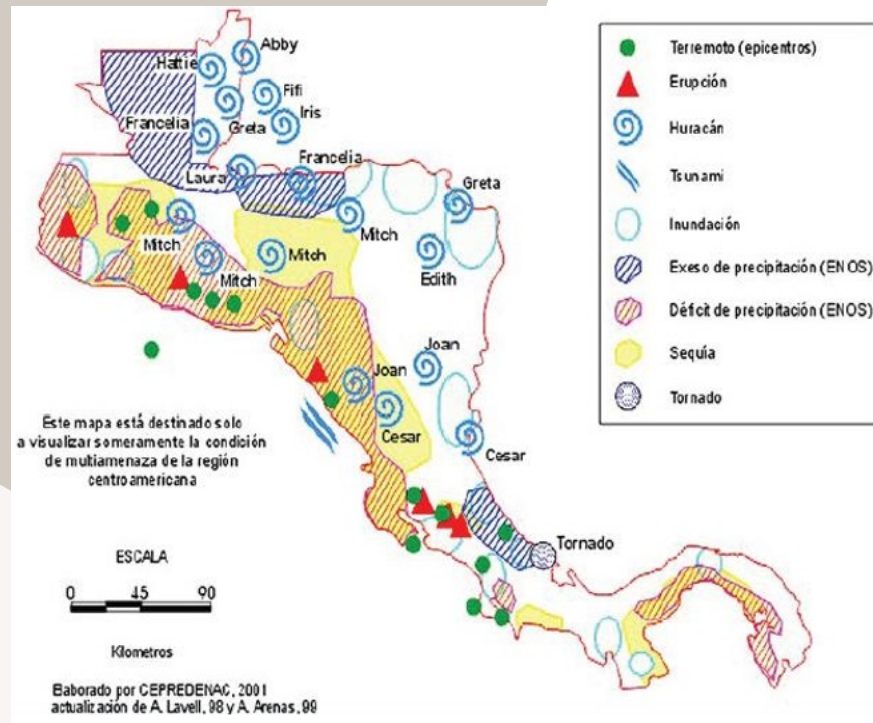 Abby
Hattie
Fifi
Iris
Greta
Francelia
Francelia
Laura
Greta
Mitch
Mitch
Mitch
Mitch
Edith
Joan
Joan
Cesar
Cesar
Tornado
Terremoto (epicentros)
Erupción
Huracán
Tsunami
Inundación
Exeso de precipitación (ENOS)
Déficit de precipitación (ENOS)
Sequía
Tornado
Este mapa está destinado solo
a visualizar someramente la condición
de multiamenaza de la región
centroamericana
ESCALA
0 45 90
Kilometros
Elaborado por CEPREDENAC, 2001
actualización de A. Lavell, 98 y A. Arenas, 99